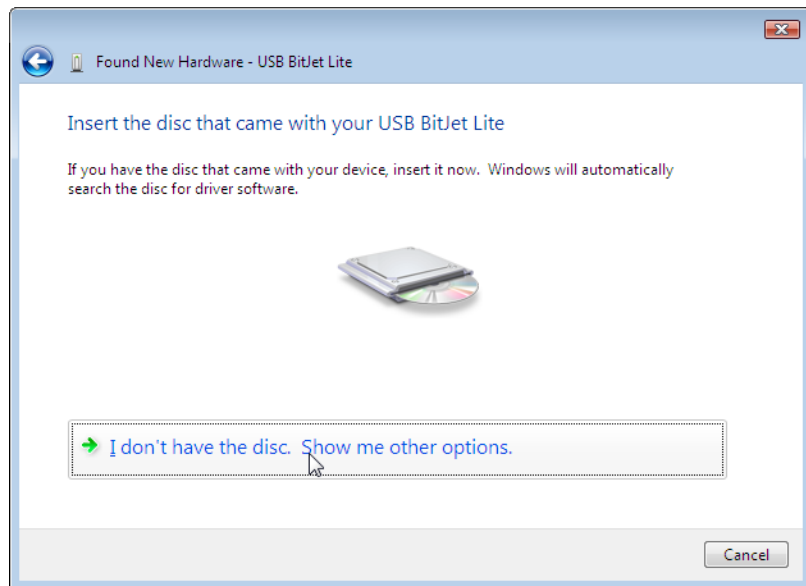 Found New Hardware - USB BitJet Lite
Insert the disc that came with your USB BitJet Lite
If you have the disc that came with your device, insert it now.  Windows will automatically
search the disc for driver software.
I don't have the disc.  Show me other options.
Cancel